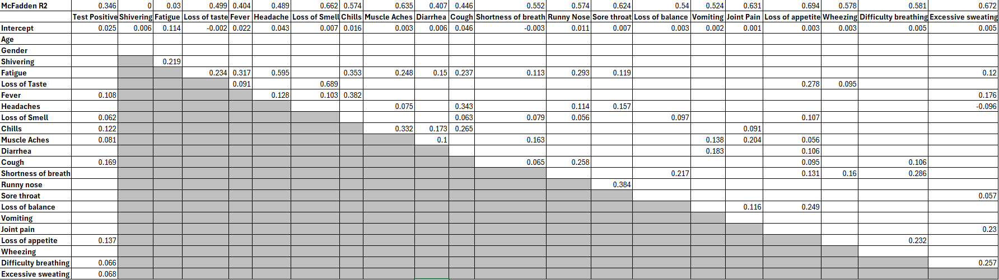 McFadden R2 0.346 0 0.03 0.499 0.404 0.489 0.662 0.574 0.635 0.407 0.446 0.552 0.574 0.624 0.54 0.524 0.631 0.694 0.578 0.581 0.672
Test Positive Shivering Fatigue Loss of taste Fever Headache Loss of Smell Chills Muscle Aches Diarrhea Cough Shortness of breath Runny Nose Sore throat Loss of balance Vomiting Joint Pain Loss of appetite Wheezing Difficulty breathing Excessive sweating
Intercept 0.025 0.006 0.114 -0.002 0.022 0.043 0.007 0.016 0.003 0.006 0.046 -0.003 0.011 0.007 0.003 0.002 0.001 0.003 0.003 0.005 0.005
Age
Gender
Shivering 0.219
Fatigue 0.234 0.317 0.595 0.353 0.248 0.15 0.237 0.113 0.293 0.119 0.12
Loss of Taste 0.091 0.689 0.278 0.095
Fever 0.108 0.128 0.103 0.382 0.176
Headaches 0.075 0.343 0.114 0.157 -0.096
Loss of Smell 0.062 0.063 0.079 0.056 0.097 0.107
Chills 0.122 0.332 0.173 0.265 0.091
Muscle Aches 0.081 0.1 0.163 0.138 0.204 0.056
Diarrhea 0.183 0.106
Cough 0.169 0.065 0.258 0.095 0.106
Shortness of breath 0.217 0.131 0.16 0.286
Runny nose 0.384
Sore throat 0.057
Loss of balance 0.116 0.249
Vomiting
Joint pain 0.23
Loss of appetite 0.137 0.232
Wheezing
Difficulty breathing 0.066 0.257
Excessive sweating 0.068